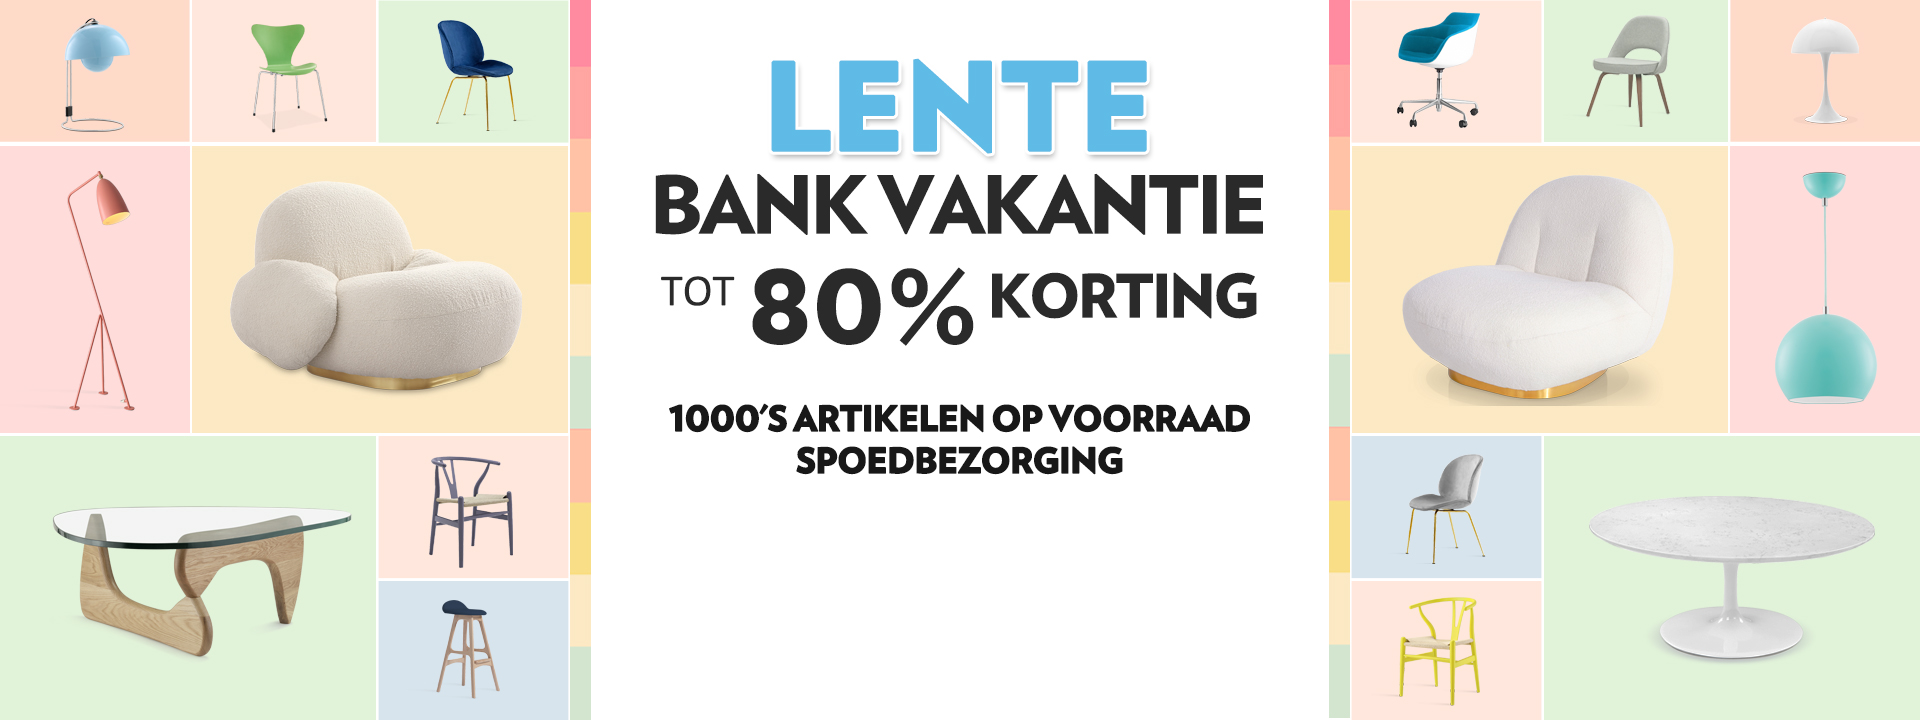 LENTE
BANK VAKANTIE
TOT 80% KORTING
1000'S ARTIKELEN OP VOORRAAD
SPOEDBEZORGING